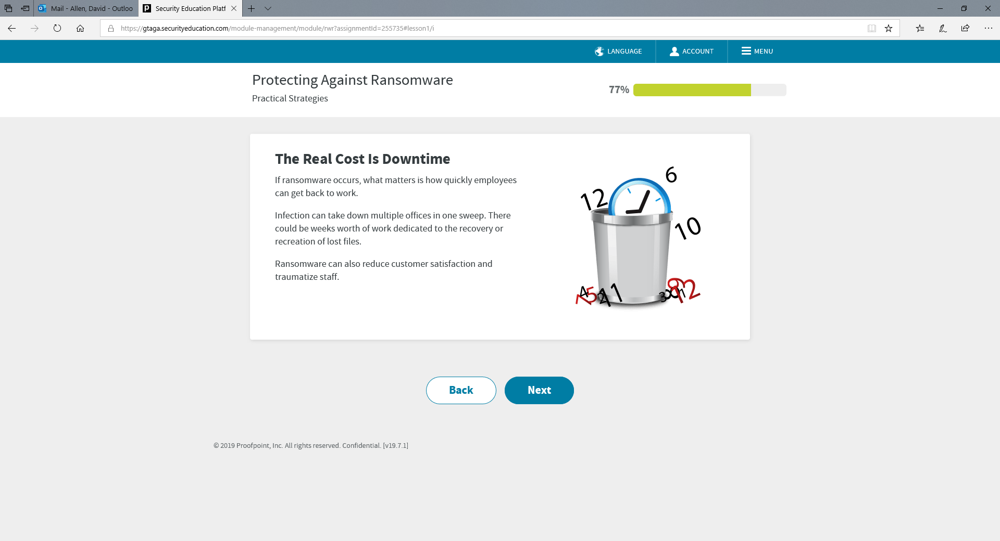 Mail - Allen, David - Outloo
Security Education Platf
https://gtaga.securityeducation.com/module-management/module/rwr?assignmentId=255735#lesson1/i
LANGUAGE
ACCOUNT
MENU
Protecting Against Ransomware
Practical Strategies
77%
The Real Cost Is Downtime
If ransomware occurs, what matters is how quickly employees
can get back to work.
Infection can take down multiple offices in one sweep. There
could be weeks worth of work dedicated to the recovery or
recreation of lost files.
Ransomware can also reduce customer satisfaction and
traumatize staff.
6
12
10
Back
Next
© 2019 Proofpoint, Inc. All rights reserved. Confidential. [v19.7.1]